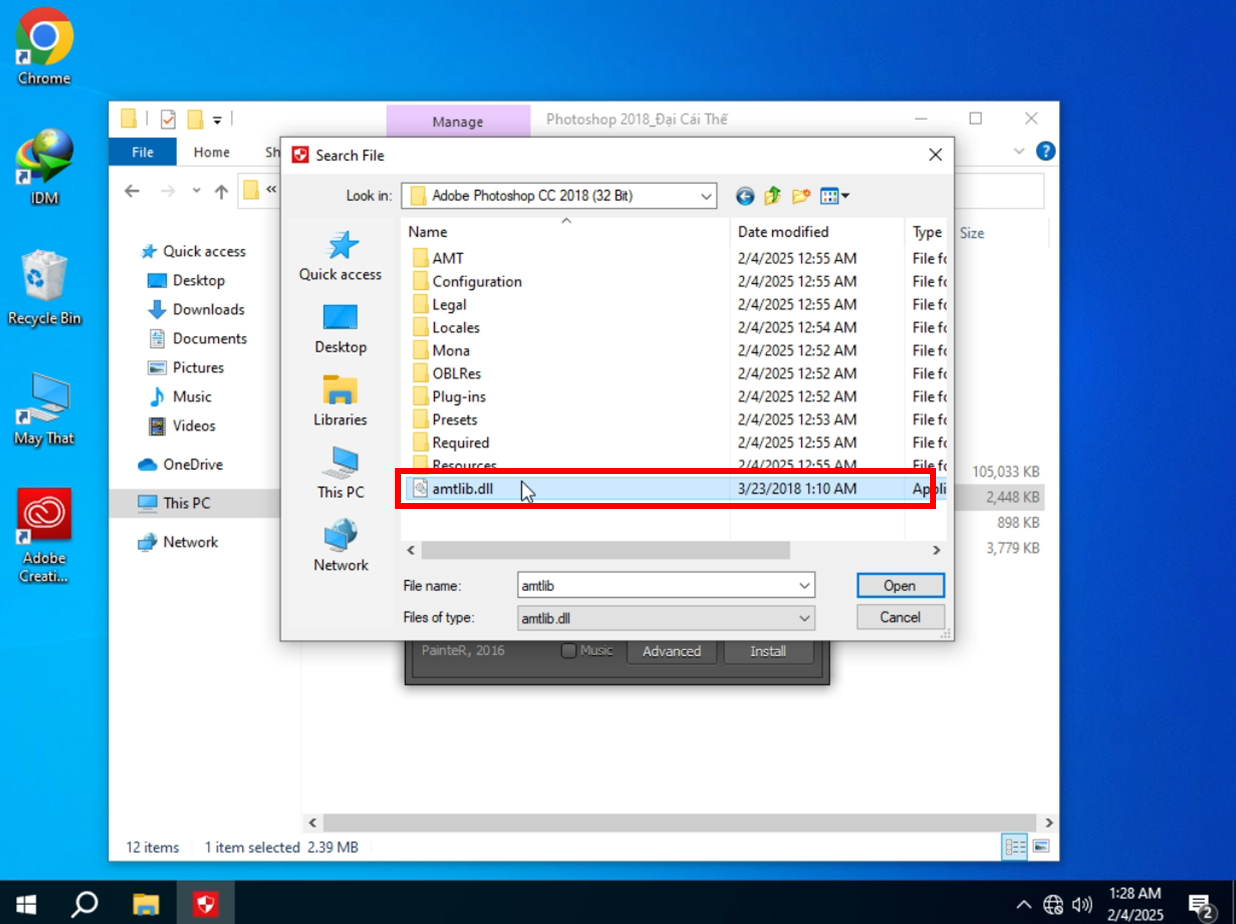 Chrome
IDM
Recycle Bin
May That
Adobe
Creati...
Manage
Photoshop 2018_Đại Cái Thế
File
Home
Sh
«
Quick access
Desktop
Downloads
Documents
Pictures
Music
Videos
OneDrive
This PC
Network
Size
105,033 KB
2,448 KB
898 KB
3,779 KB
Search File
Look in:
Adobe Photoshop CC 2018 (32 Bit)
Quick access
Desktop
Libraries
This PC
Network
Name Date modified Type
AMT 2/4/2025 12:55 AM File fo
Configuration 2/4/2025 12:55 AM File fo
Legal 2/4/2025 12:55 AM File fo
Locales 2/4/2025 12:54 AM File fo
Mona 2/4/2025 12:52 AM File fo
OBLRes 2/4/2025 12:52 AM File fo
Plug-ins 2/4/2025 12:52 AM File fo
Presets 2/4/2025 12:53 AM File fo
Required 2/4/2025 12:55 AM File fo
Resources 2/4/2025 12:55 AM File fo
amtlib.dll 3/23/2018 1:10 AM Appli
File name: amtlib Open
Files of type: amtlib.dll Cancel
PainteR, 2016 Music Advanced Install
12 items 1 item selected 2.39 MB
1:28 AM
2/4/2025
2